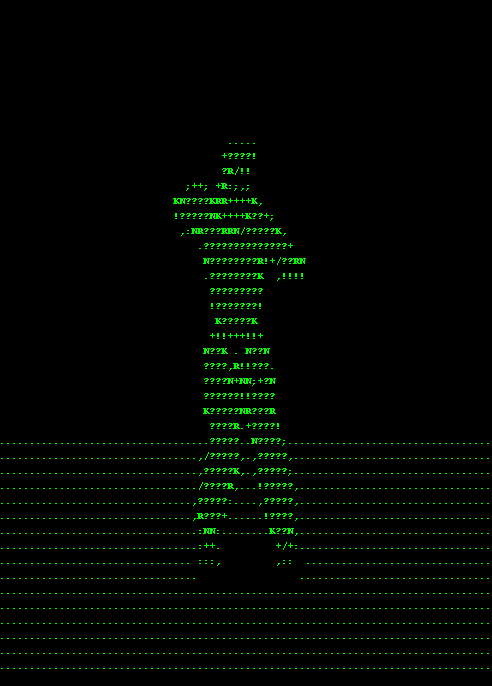 .....
+????!
?R/!!
;++; +R:;,;
KN????KRR++++K,
!?????NK++++K??+;
,:NR???RRN/?????K,
.??????????????+
N????????R!+/??RN
.????????K  ,!!!!
?????????
!????????!
K?????K
+!!+++!!+
N??K . N??N
????,R!!???.
????N+NN;+?N
??????!!????
K?????NR???R
????R.+????!
?????..N????;
,/?????,.,?????,
,?????K,.,?????;
/????R,..!?????,
,?????:....,?????,
,R???+......!????,
:NN:........K??N,
:++.         +/+:
:::,         ,::